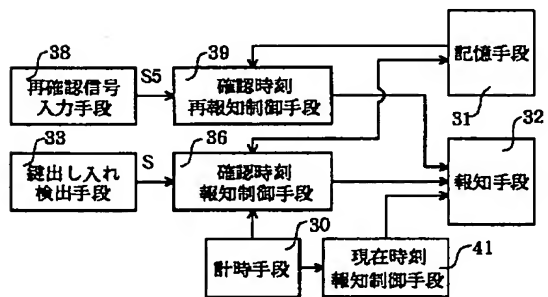 38
再確認信号
入力手段
S5
39
確認時刻
再報知制御手段
記憶手段
31
33
鍵出し入れ
検出手段
S
36
確認時刻
報知制御手段
32
報知手段
30
計時手段
現在時刻
報知制御手段
41